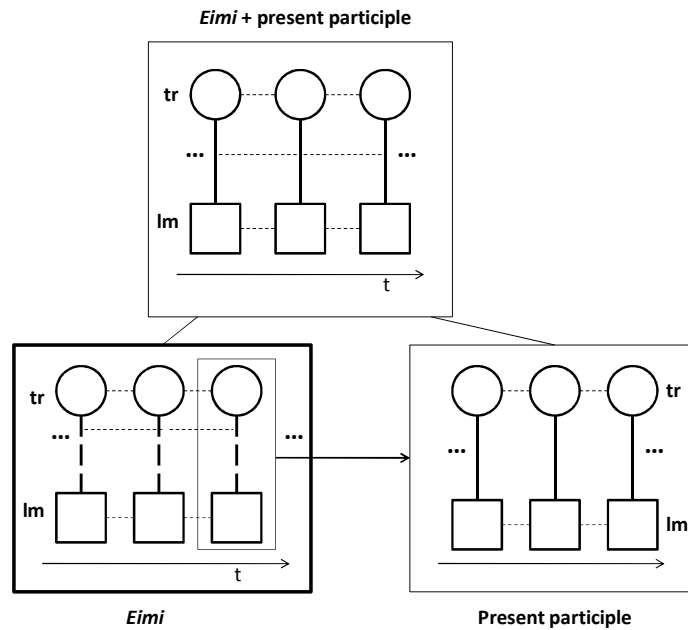 Eimi + present participle
tr
... ...
lm
t
tr
... ...
lm
t
Eimi
tr
... ...
lm
Present participle